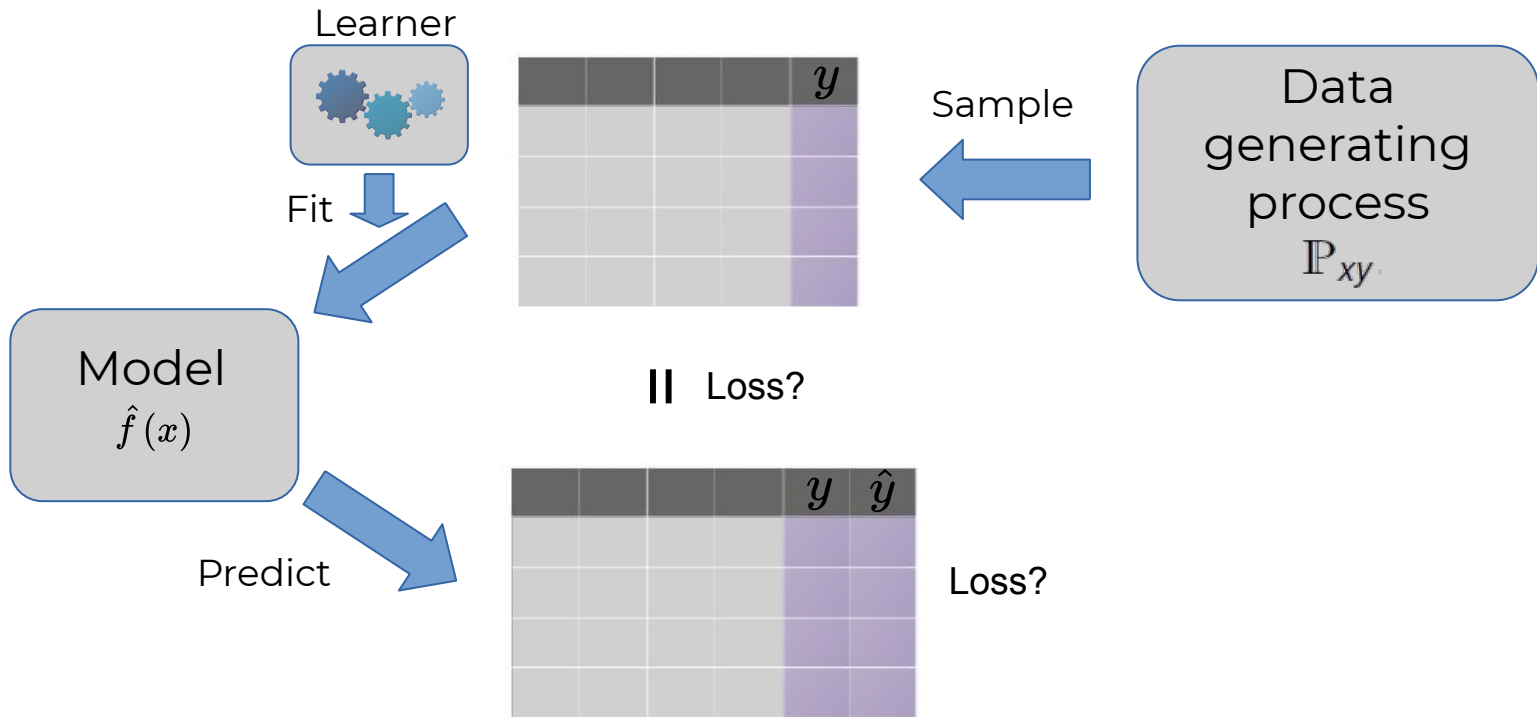 Learner
y
Sample
Data
generating
process
ℙxy
Fit
Model
f̂(x)
Loss?
y ŷ
Predict
Loss?